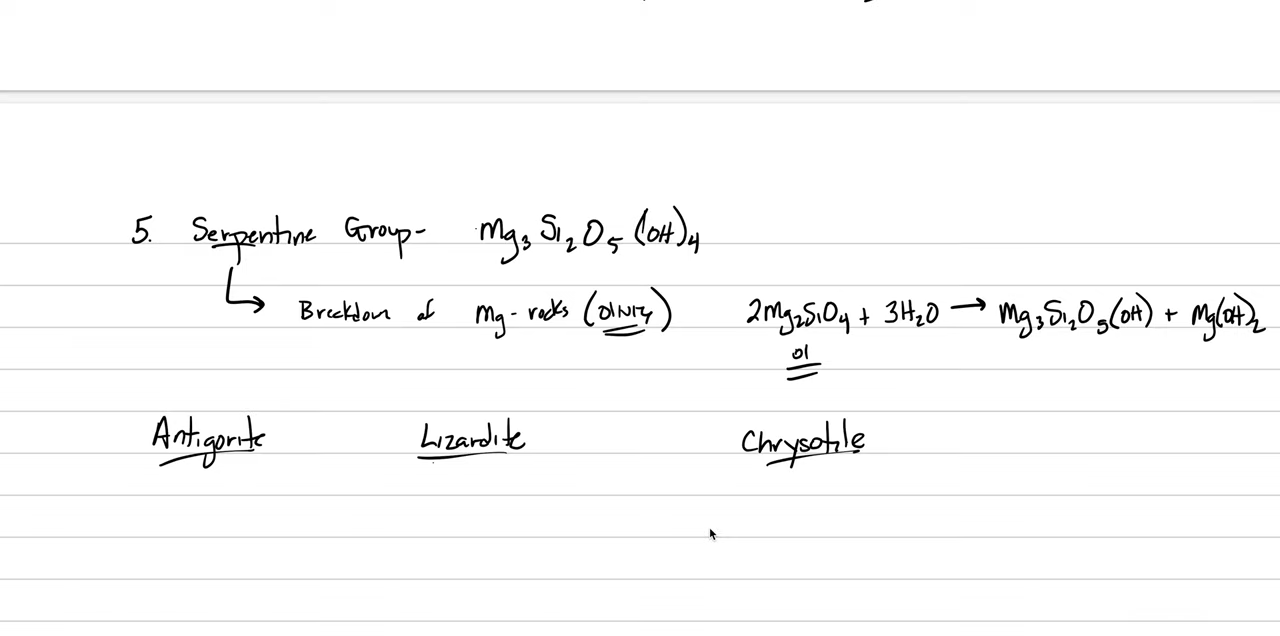 5. Serpentine Group- Mg₃Si₂O₅(OH)₄
Breakdown of Mg-rocks (olivine) 2Mg₂SiO₄ + 3H₂O → Mg₃Si₂O₅(OH) + Mg(OH)₂
ol
Antigorite Lizardite Chrysotile